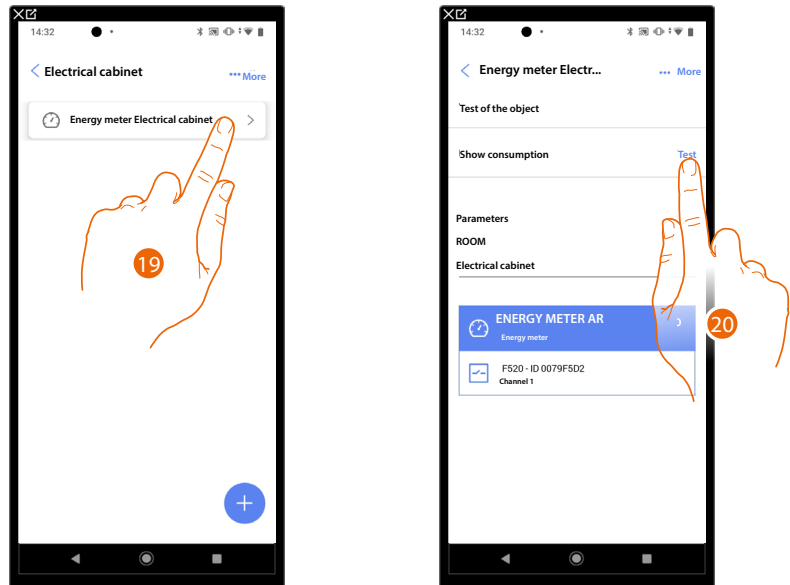 14:32
Electrical cabinet
••• More
Energy meter Electrical cabinet
19
14:32
Energy meter Electr...
••• More
Test of the object
Show consumption
Test
Parameters
ROOM
Electrical cabinet
ENERGY METER AR
Energy meter
20
F520 - ID 0079F5D2
Channel 1